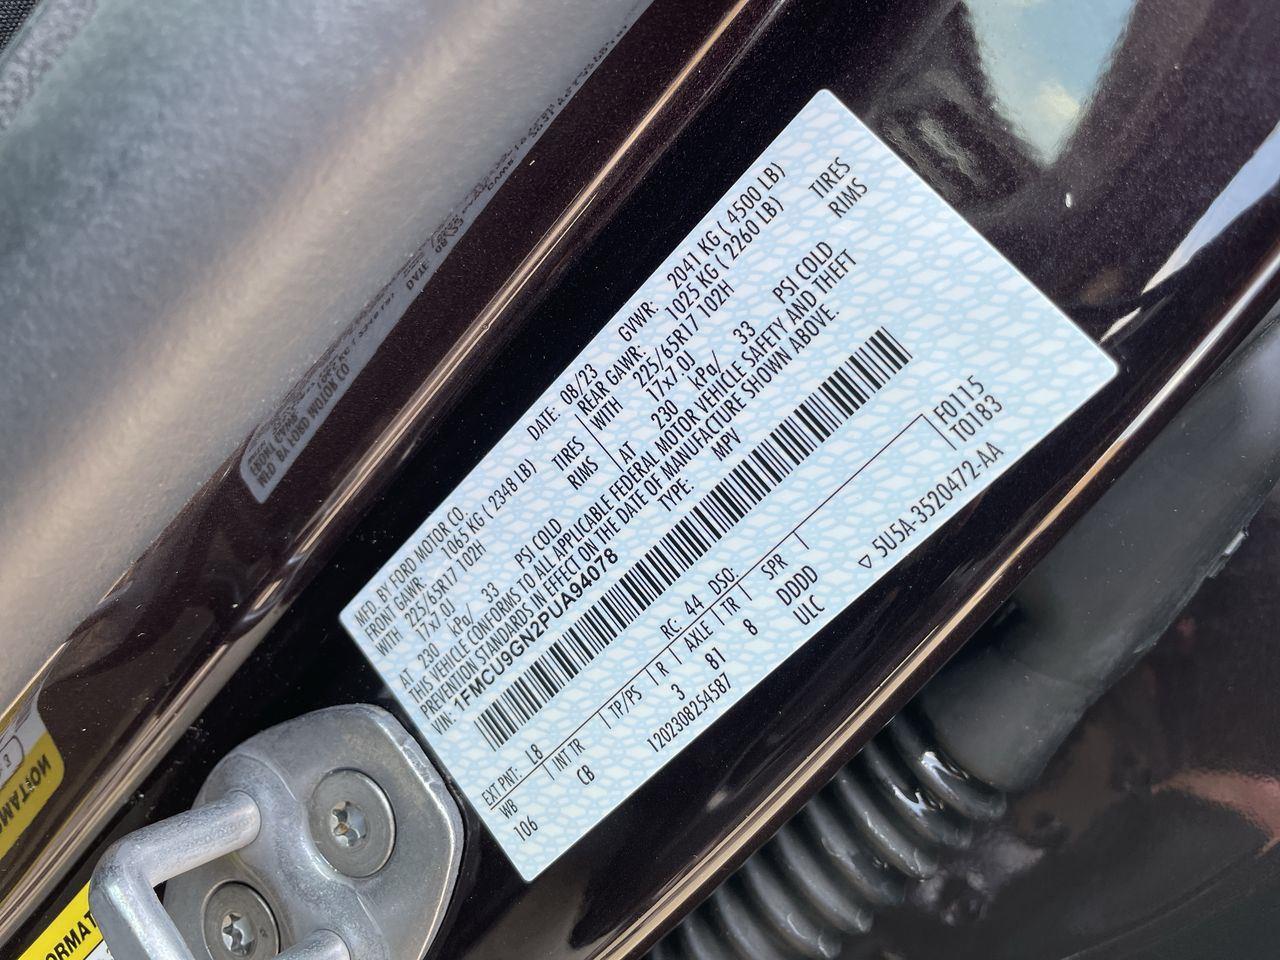 MFD. BY FORD MOTOR CO.
DATE: 08/23 GVWR: 2041 KG ( 4500 LB)
FRONT GAWR: 1065 KG ( 2348 LB) REAR GAWR: 1025 KG ( 2260 LB)
WITH 225/65R17 102H TIRES WITH 225/65R17 102H TIRES
17x7.0J RIMS 17x7.0J RIMS
AT 230 kPa/ 33 PSI COLD AT 230 kPa/ 33 PSI COLD
THIS VEHICLE CONFORMS TO ALL APPLICABLE FEDERAL MOTOR VEHICLE SAFETY AND THEFT
PREVENTION STANDARDS IN EFFECT ON THE DATE OF MANUFACTURE SHOWN ABOVE.
VIN: 1FMCU9GN2PUA94078 TYPE: MPV
EXT PNT: L8 RC: 44 DSO: F0115
WB INT TR TP/PS R AXLE TR SPR T0183
106 CB 3 81 8 DDDD
120230825458​7 ULC
▽ 5U5A-3520472-AA
ORMAT